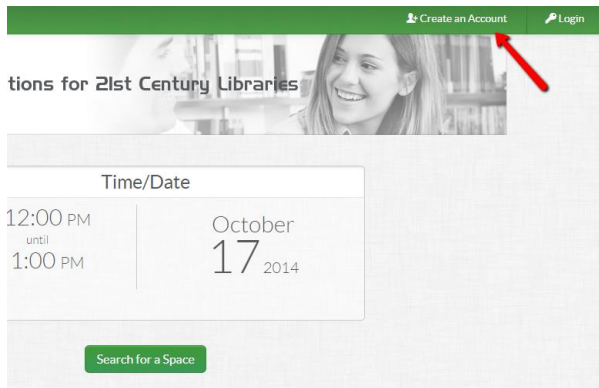 Create an Account Login
tions for 21st Century Libraries
Time/Date
12:00 PM
until
1:00 PM
October
17 2014
Search for a Space